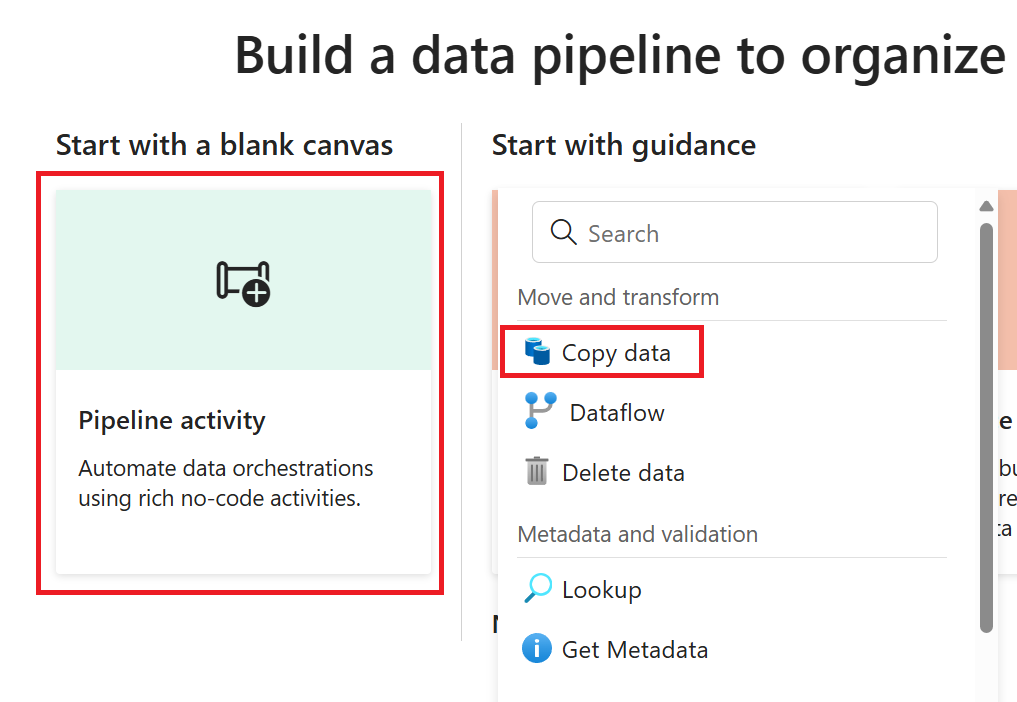 Build a data pipeline to organize
Start with a blank canvas
Start with guidance
Pipeline activity
Automate data orchestrations
using rich no-code activities.
Search
Move and transform
Copy data
Dataflow
Delete data
Metadata and validation
Lookup
Get Metadata